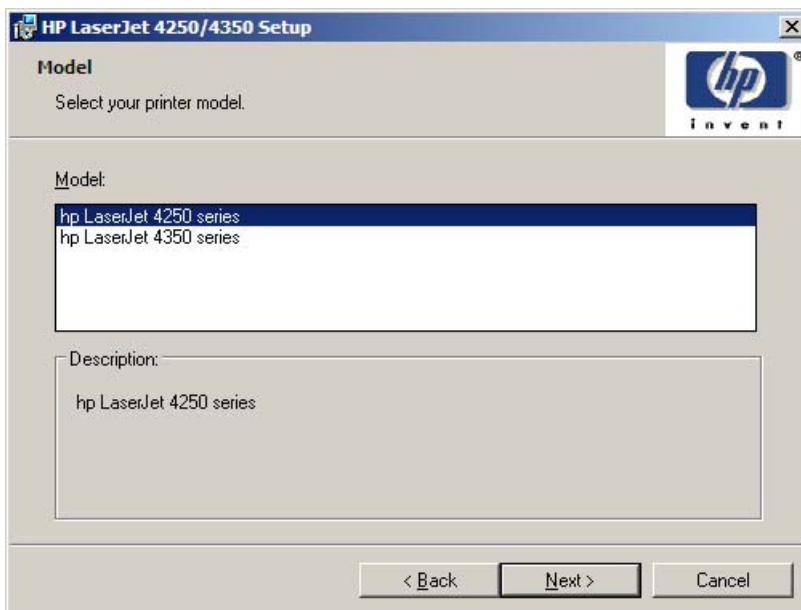 HP LaserJet 4250/4350 Setup
Model
Select your printer model.
hp
®
invent
Model:
hp LaserJet 4250 series
hp LaserJet 4350 series
Description:
hp LaserJet 4250 series
< Back
Next >
Cancel